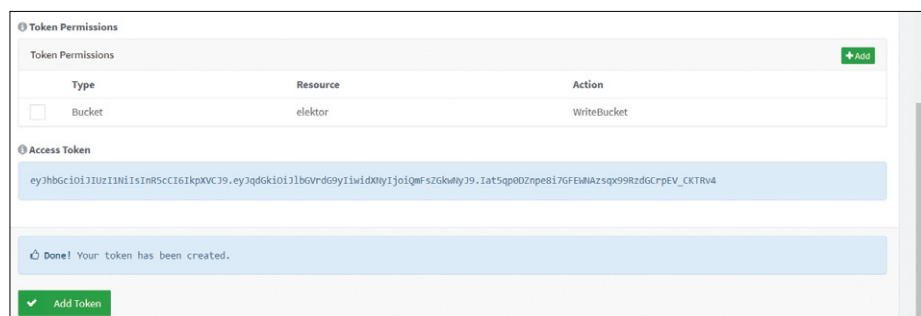 Token Permissions
Token Permissions
+Add
Type Resource Action
Bucket elektor WriteBucket
Access Token
eyJhbGciOiJIUzI1NiIsInR5cCI6IkpXVCJ9.eyJqdGkiOiJlbGVrdG9yIiwidXNyIjoiQmFsZGkwNyJ9.Iat5qp0DZnpe8i7GFEWNAzsqx99RzdGCrpEV_CKTRv4
Done! Your token has been created.
Add Token